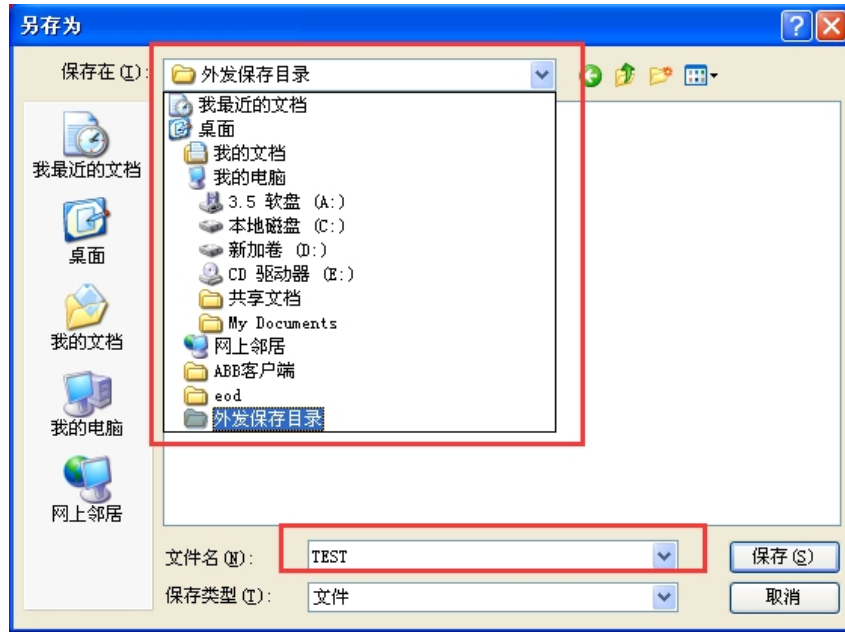 另存为
保存在(I):
外发保存目录
我最近的文档
桌面
我的文档
我的电脑
3.5 软盘 (A:)
本地磁盘 (C:)
新加卷 (D:)
CD 驱动器 (E:)
共享文档
My Documents
网上邻居
ABB客户端
eod
外发保存目录
我最近的文档
桌面
我的文档
我的电脑
网上邻居
文件名(N):
TEST
保存(S)
保存类型(T):
文件
取消